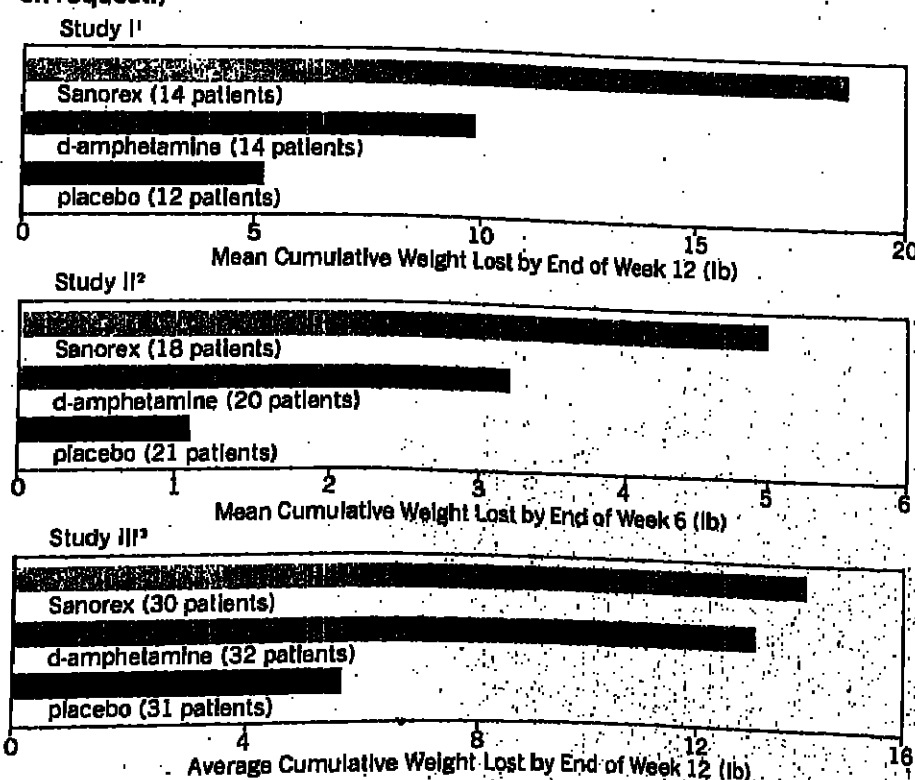 Study I¹
Sanorex (14 patients)
d-amphetamine (14 patients)
placebo (12 patients)
0 5 10 15 20
Mean Cumulative Weight Lost by End of Week 12 (lb)
Study II²
Sanorex (18 patients)
d-amphetamine (20 patients)
placebo (21 patients)
0 1 2 3 4 5 6
Mean Cumulative Weight Lost by End of Week 6 (lb)
Study III³
Sanorex (30 patients)
d-amphetamine (32 patients)
placebo (31 patients)
0 4 8 12 16
Average Cumulative Weight Lost by End of Week 12 (lb)